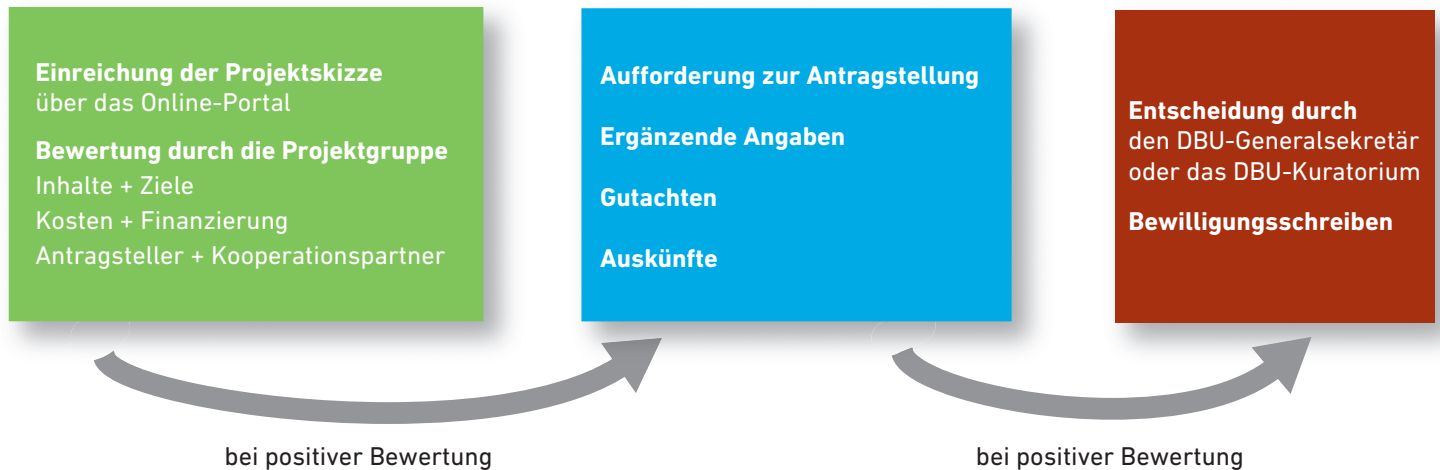 Einreichung der Projektskizze
über das Online-Portal
Bewertung durch die Projektgruppe
Inhalte + Ziele
Kosten + Finanzierung
Antragsteller + Kooperationspartner
Aufforderung zur Antragstellung
Ergänzende Angaben
Gutachten
Auskünfte
Entscheidung durch
den DBU-Generalsekretär
oder das DBU-Kuratorium
Bewilligungsschreiben
bei positiver Bewertung
bei positiver Bewertung